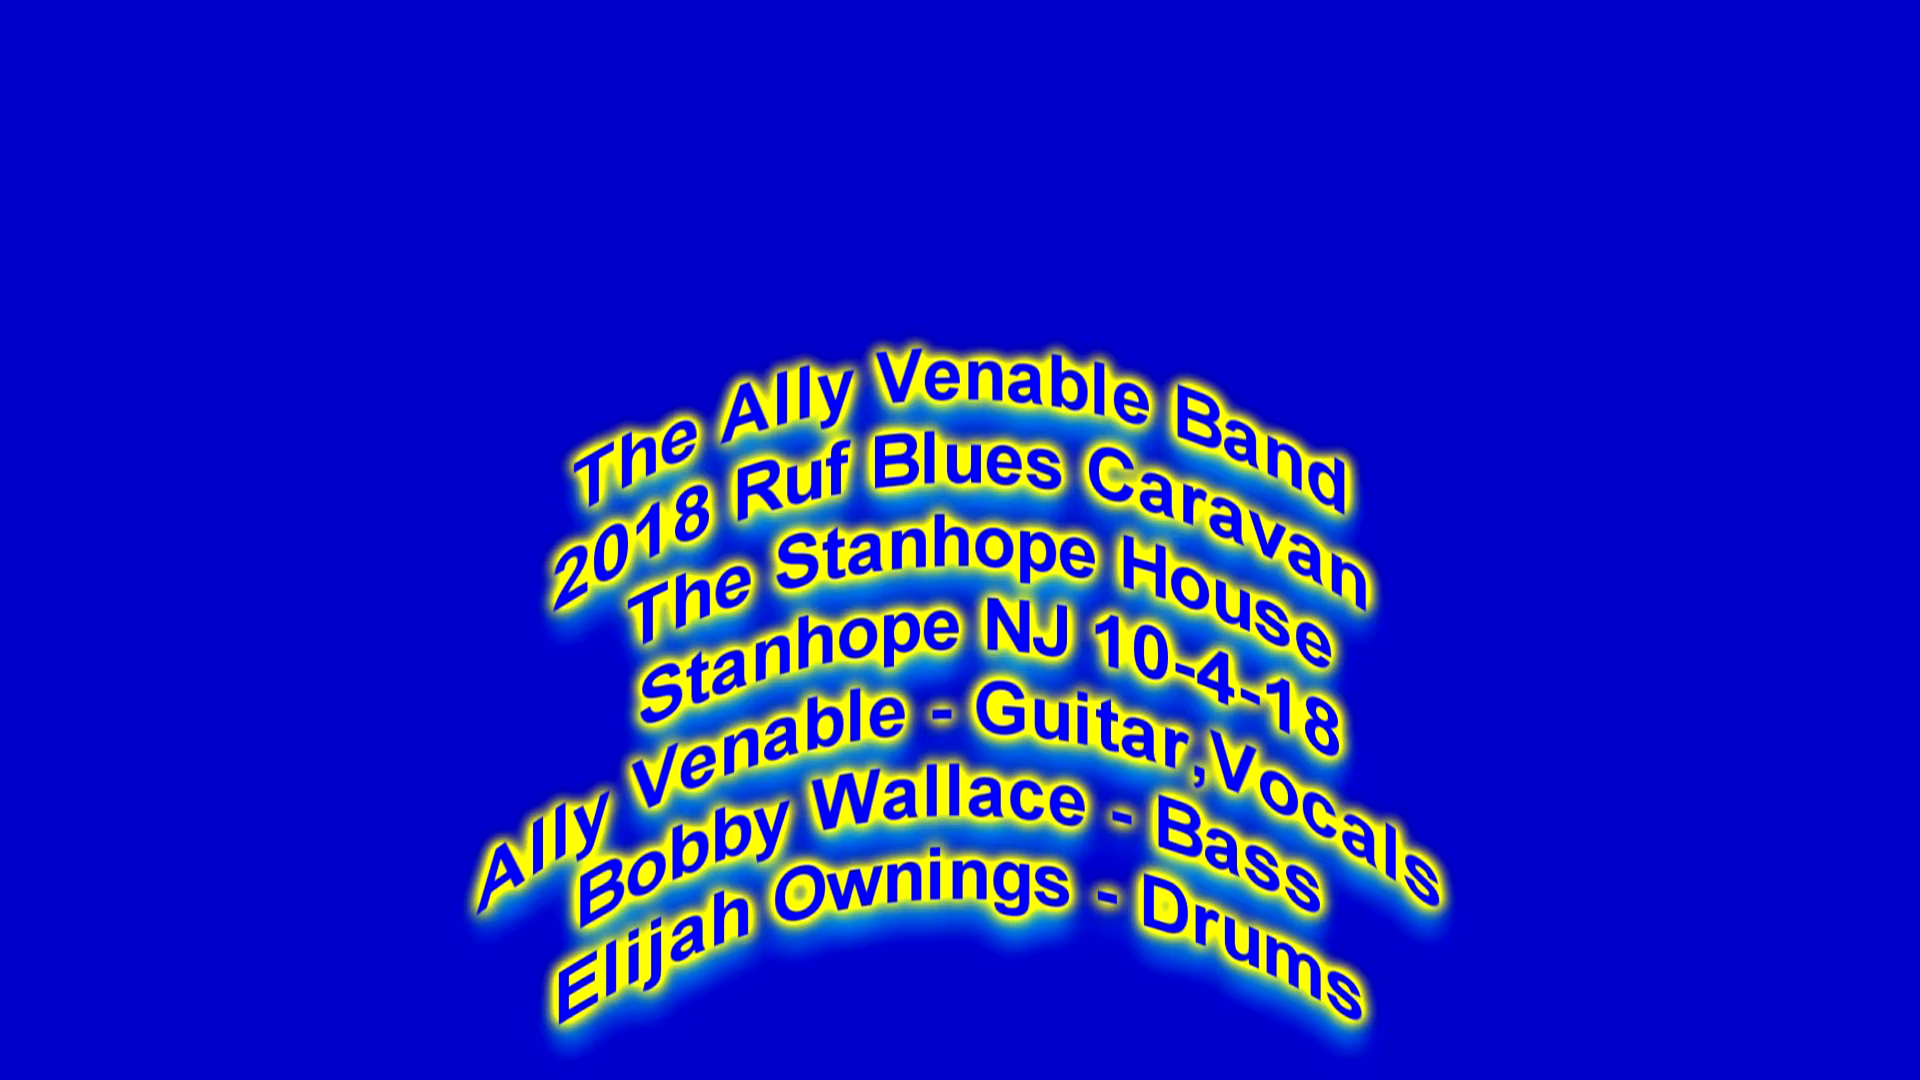 The Ally Venable Band
2018 Ruf Blues Caravan
The Stanhope House
Stanhope NJ 10-4-18
Ally Venable - Guitar,Vocals
Bobby Wallace - Bass
Elijah Ownings - Drums